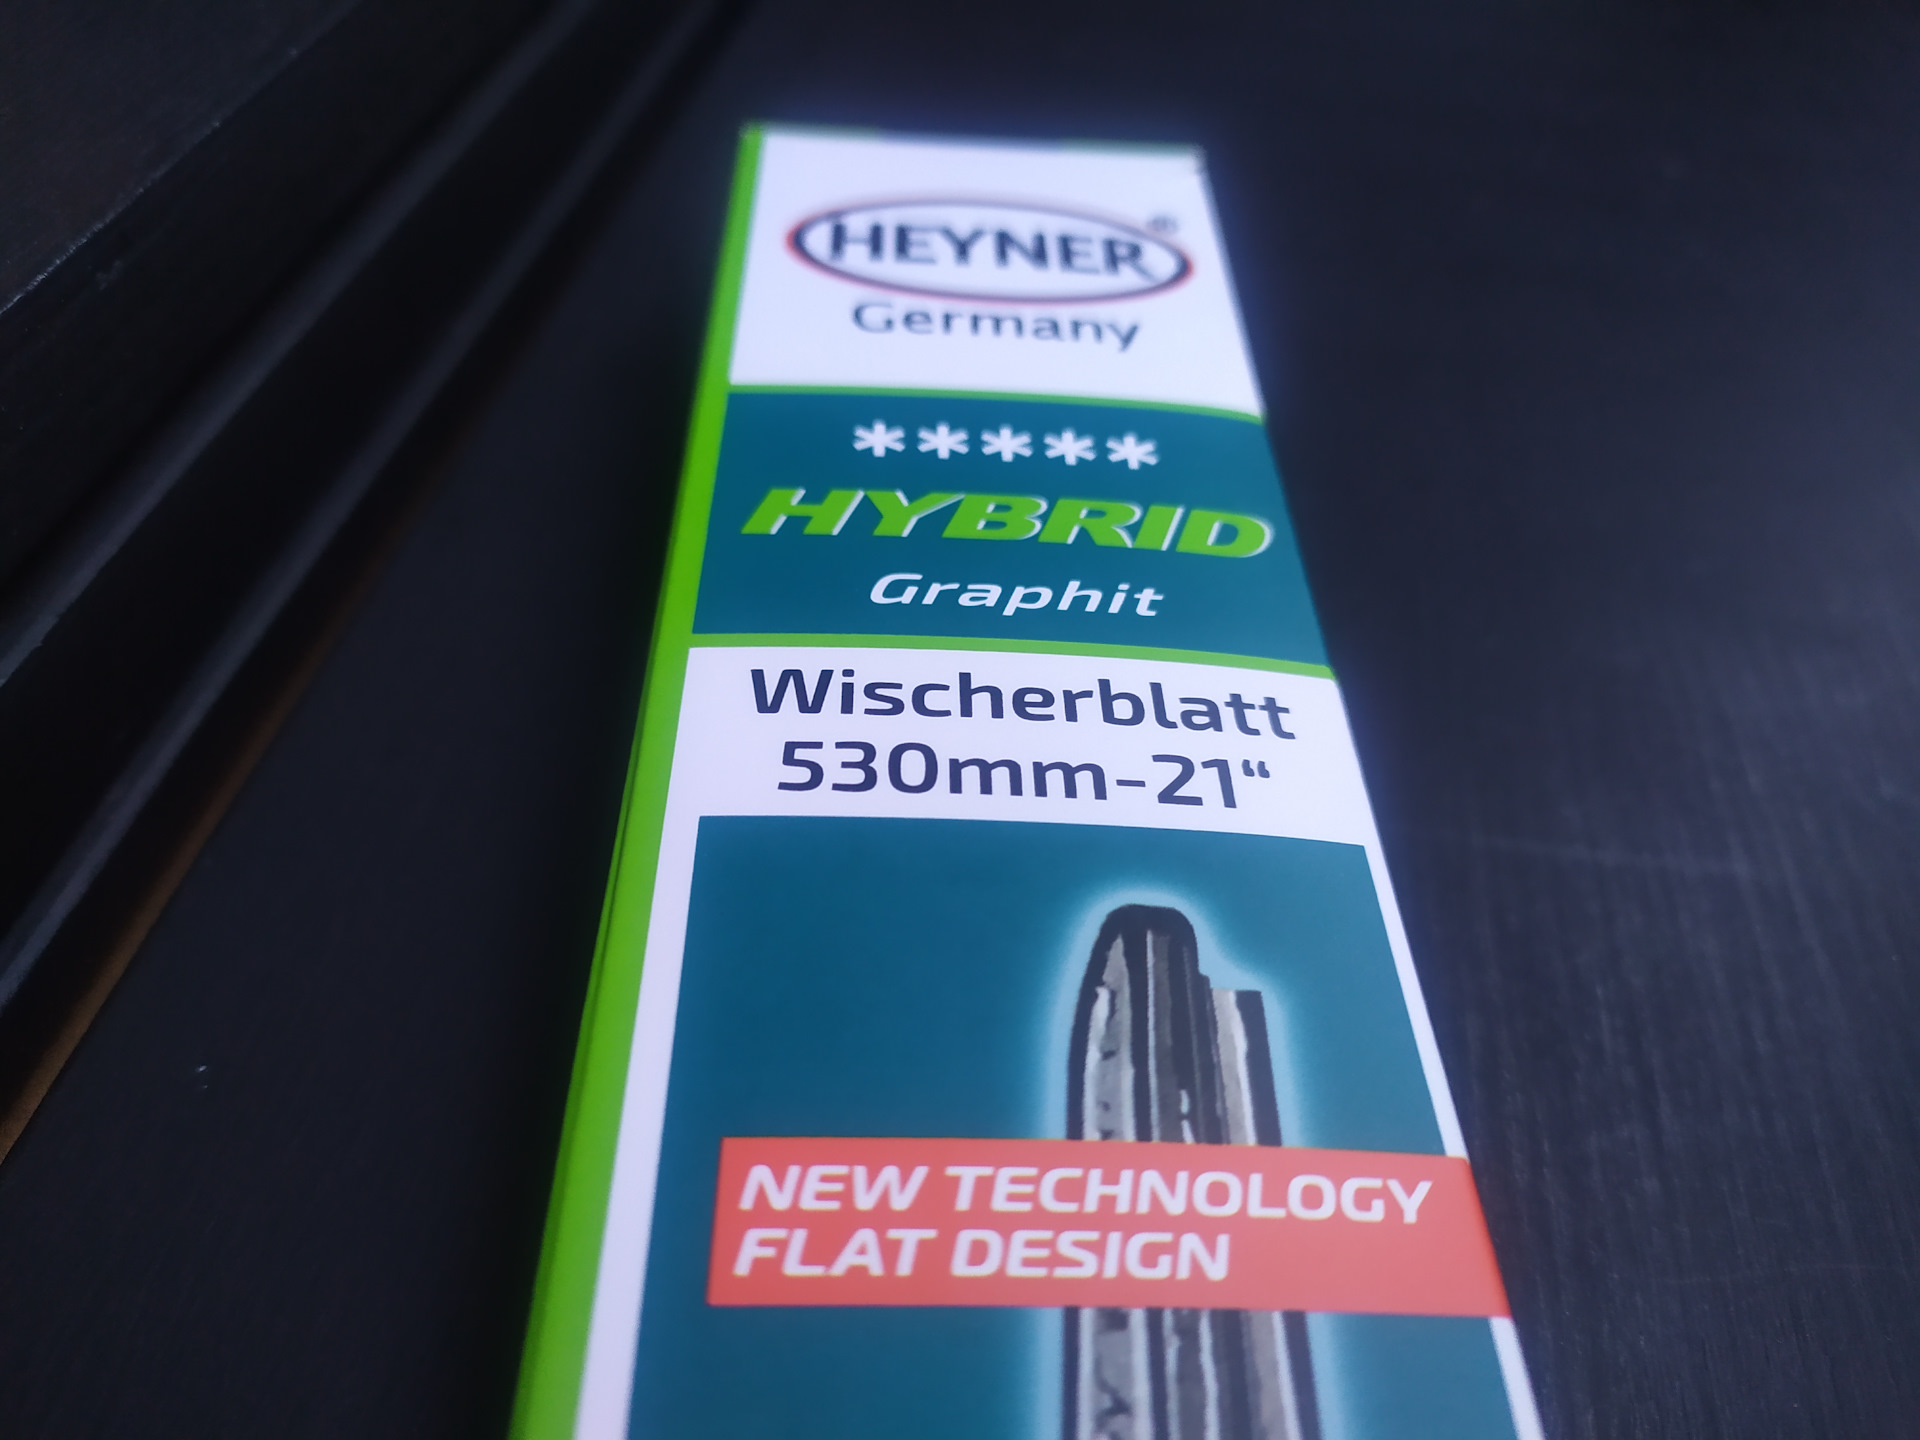 HEYNER®
Germany
*****
HYBRID
Graphit
Wischerblatt
530mm-21“
NEW TECHNOLOGY
FLAT DESIGN